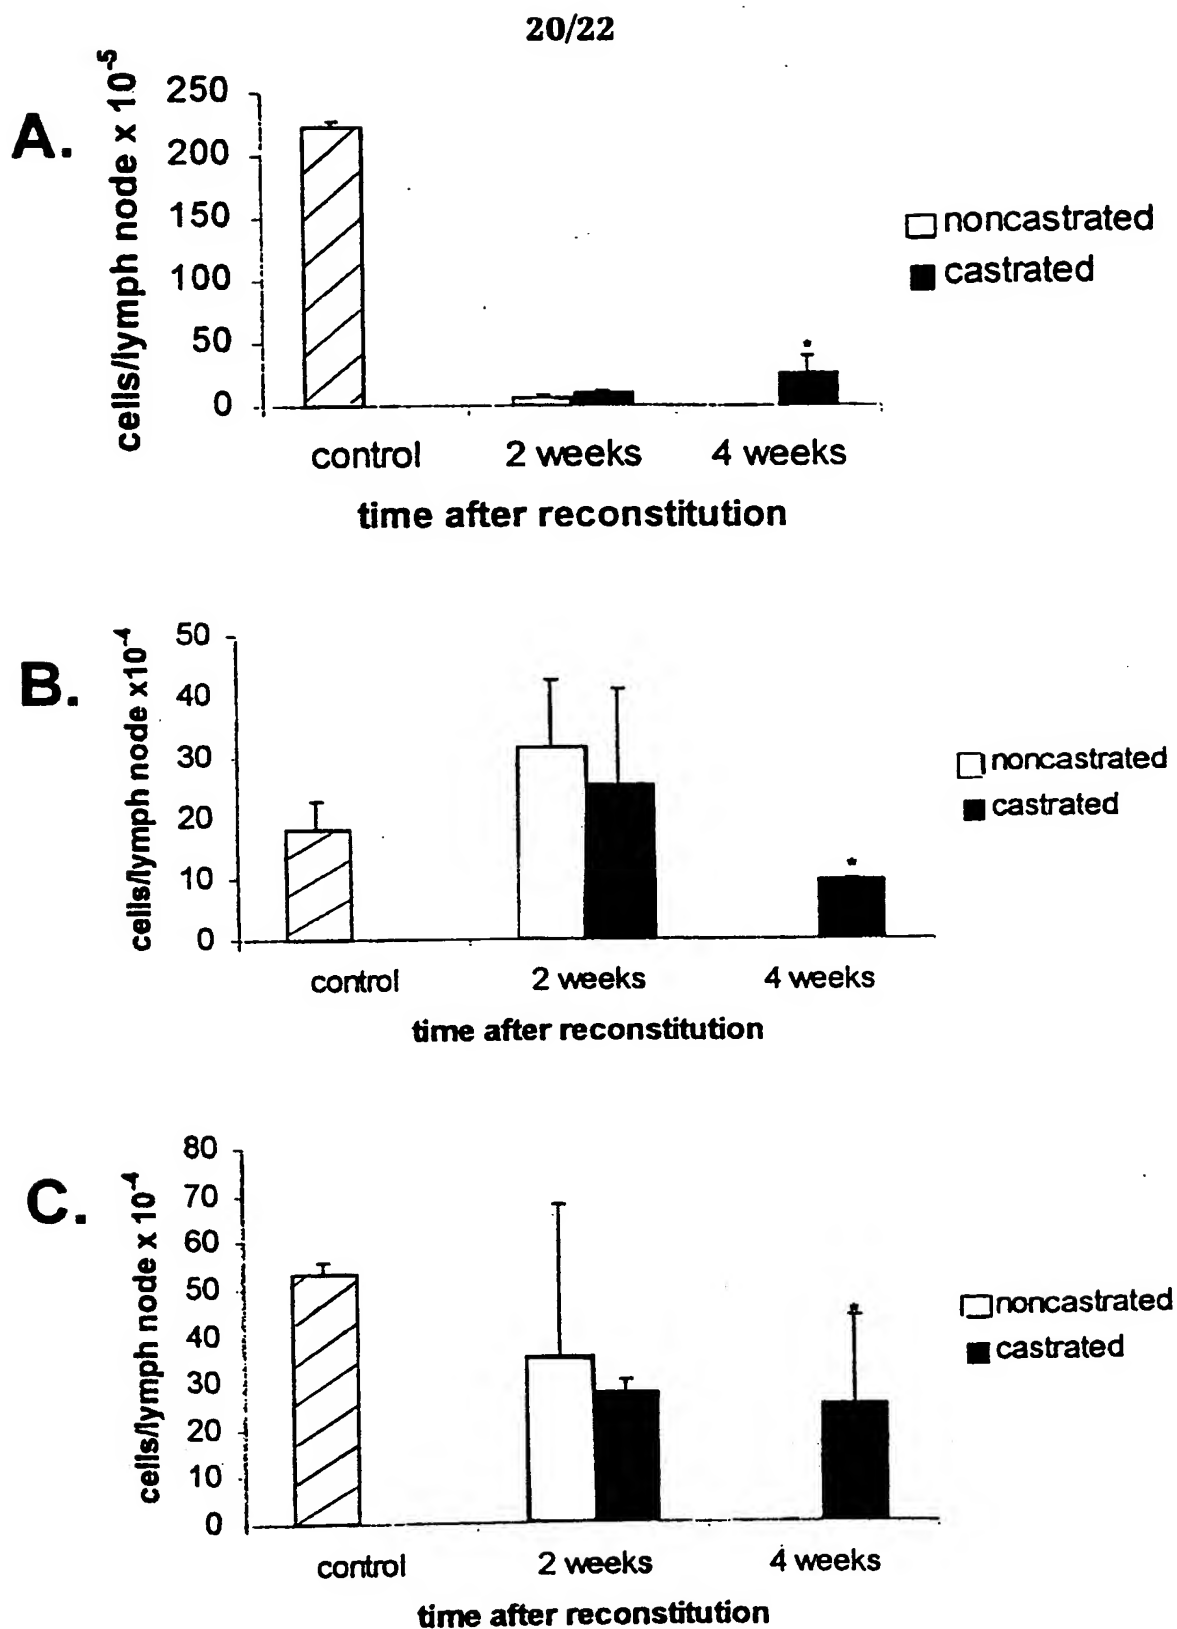 20/22
A.
cells/lymph node x 10-5
250
200
150
100
50
0
*
noncastrated
castrated
control 2 weeks 4 weeks
time after reconstitution
B.
cells/lymph node x10-4
50
40
30
20
10
0
*
noncastrated
castrated
control 2 weeks 4 weeks
time after reconstitution
C.
cells/lymph node x 10-4
80
70
60
50
40
30
20
10
0
*
noncastrated
castrated
control 2 weeks 4 weeks
time after reconstitution